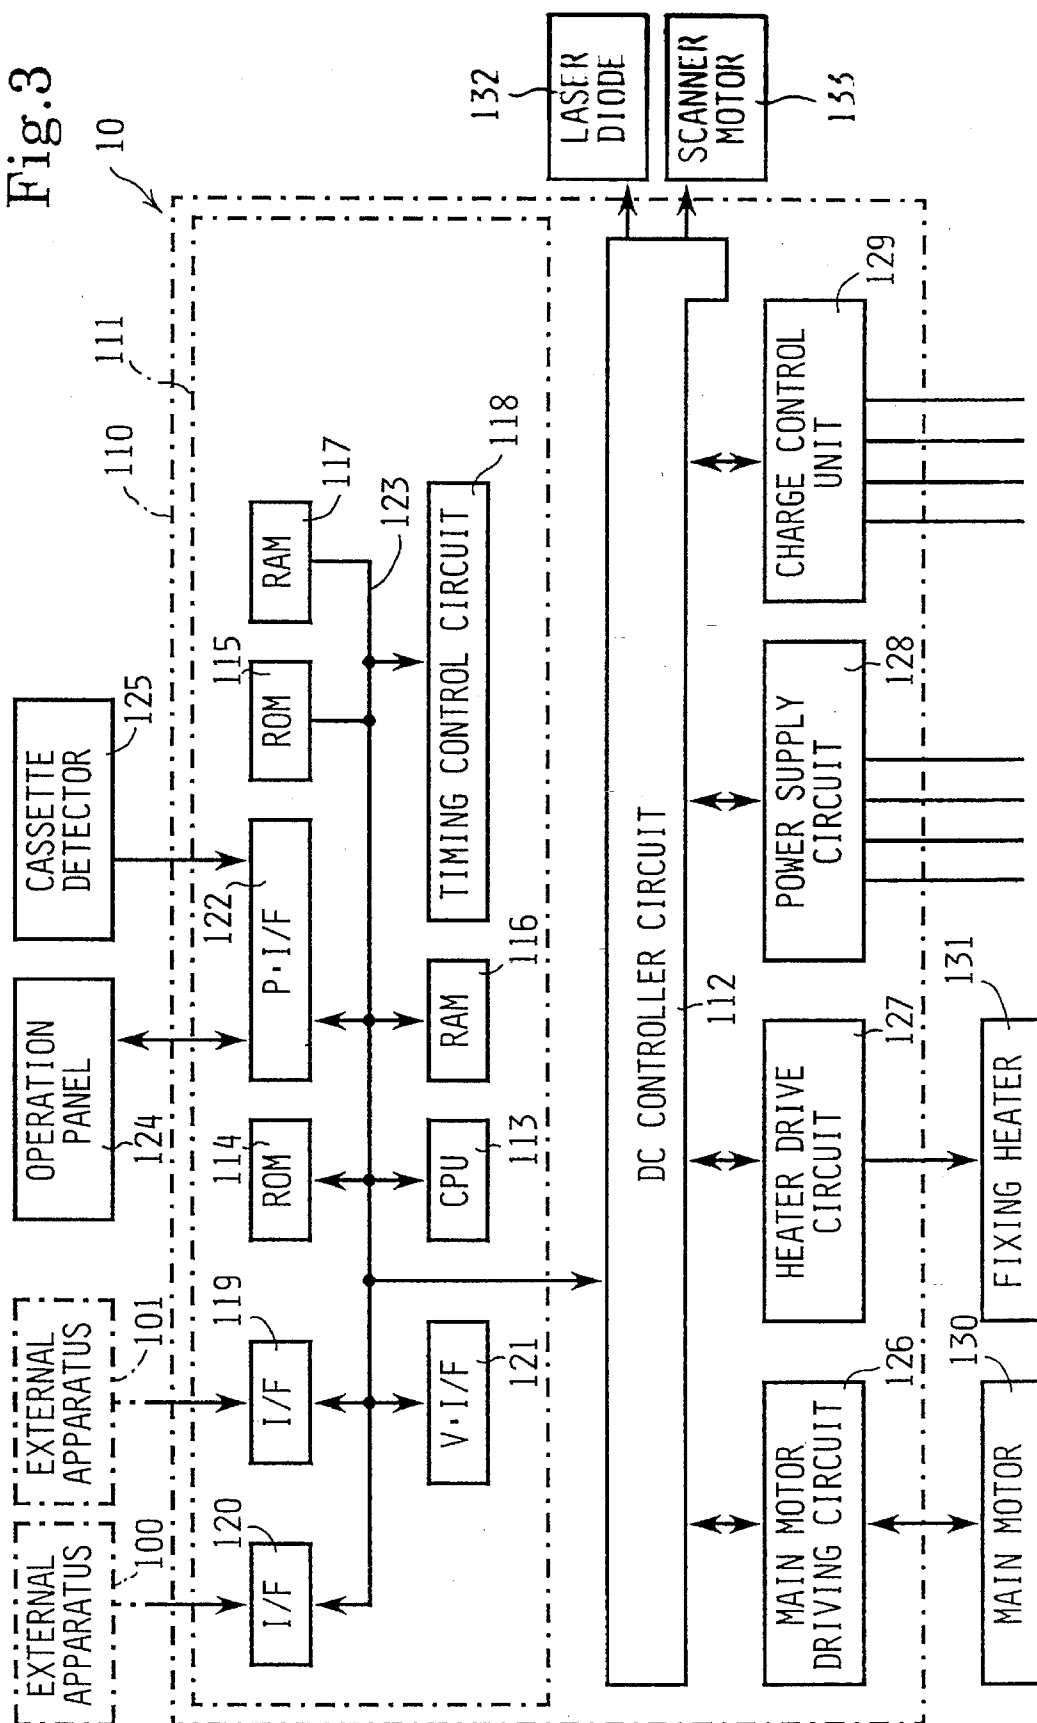 Fig.3
10
110
111
EXTERNAL
APPARATUS
100
EXTERNAL
APPARATUS
101
OPERATION
PANEL
124
CASSETTE
DETECTOR
125
120
I/F
119
I/F
114
ROM
122
P·I/F
115
ROM
RAM
117
123
V·I/F
121
CPU
113
RAM
116
TIMING CONTROL CIRCUIT
118
DC CONTROLLER CIRCUIT
112
LASER
DIODE
132
SCANNER
MOTOR
133
MAIN MOTOR
DRIVING CIRCUIT
126
HEATER DRIVE
CIRCUIT
127
POWER SUPPLY
CIRCUIT
128
CHARGE CONTROL
UNIT
129
MAIN MOTOR
130
FIXING HEATER
131